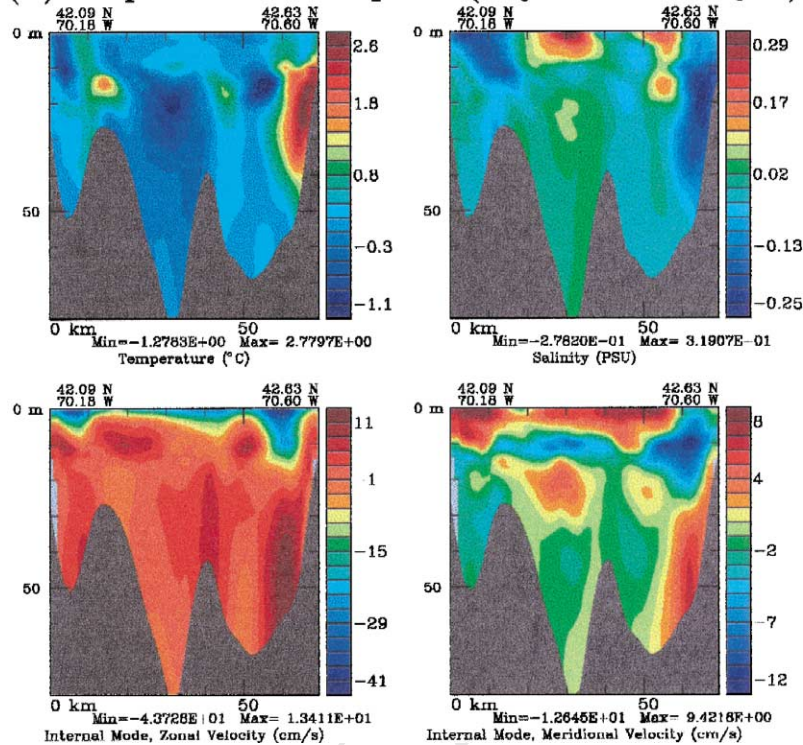 42.09 N 42.63 N
70.18 W 70.60 W
0 m
2.6
1.8
0.8
50
-0.3
-1.1
0 km 50
Min=-1.2783E+00 Max= 2.7797E+00
Temperature (°C)
42.09 N 42.63 N
70.18 W 70.60 W
0 m
0.29
0.17
0.02
50
-0.13
-0.25
0 km 50
Min=-2.7820E-01 Max= 3.1907E-01
Salinity (PSU)
42.09 N 42.63 N
70.18 W 70.60 W
0 m
11
-1
-15
50
-29
-41
0 km 50
Min=-4.3728E+01 Max= 1.3411E+01
Internal Mode, Zonal Velocity (cm/s)
42.09 N 42.63 N
70.18 W 70.60 W
0 m
8
4
-2
50
-7
-12
0 km 50
Min=-1.2645E+01 Max= 9.4218E+00
Internal Mode, Meridional Velocity (cm/s)